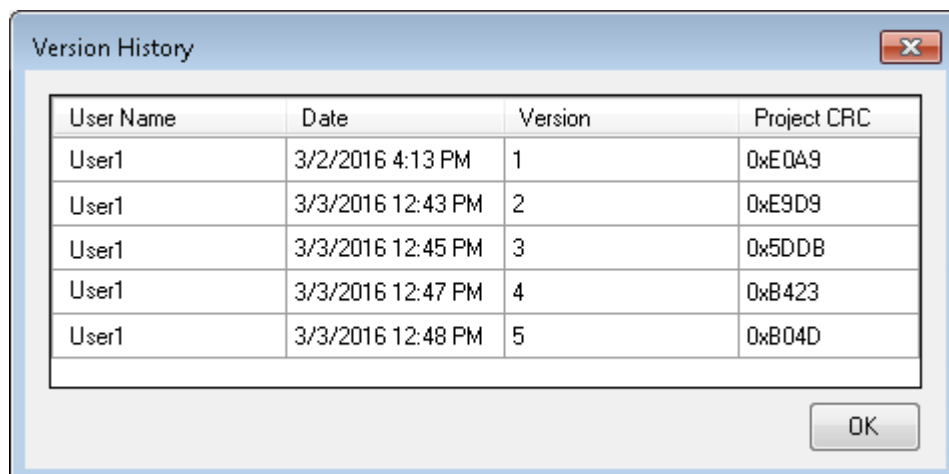 Version History
User Name Date Version Project CRC
User1 3/2/2016 4:13 PM 1 0xE0A9
User1 3/3/2016 12:43 PM 2 0xE9D9
User1 3/3/2016 12:45 PM 3 0x5DDB
User1 3/3/2016 12:47 PM 4 0xB423
User1 3/3/2016 12:48 PM 5 0xB04D
OK